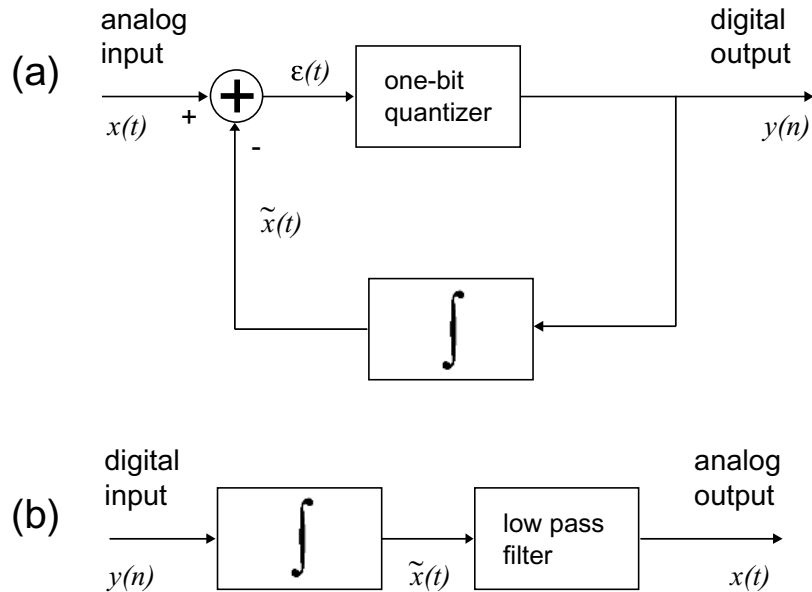 analog
input
digital
output
(a)
ε(t)
one-bit
quantizer
+
x(t)
+
-
y(n)
x̃(t)
∫
digital
input
analog
output
(b)
∫
low pass
filter
y(n)
x̃(t)
x(t)